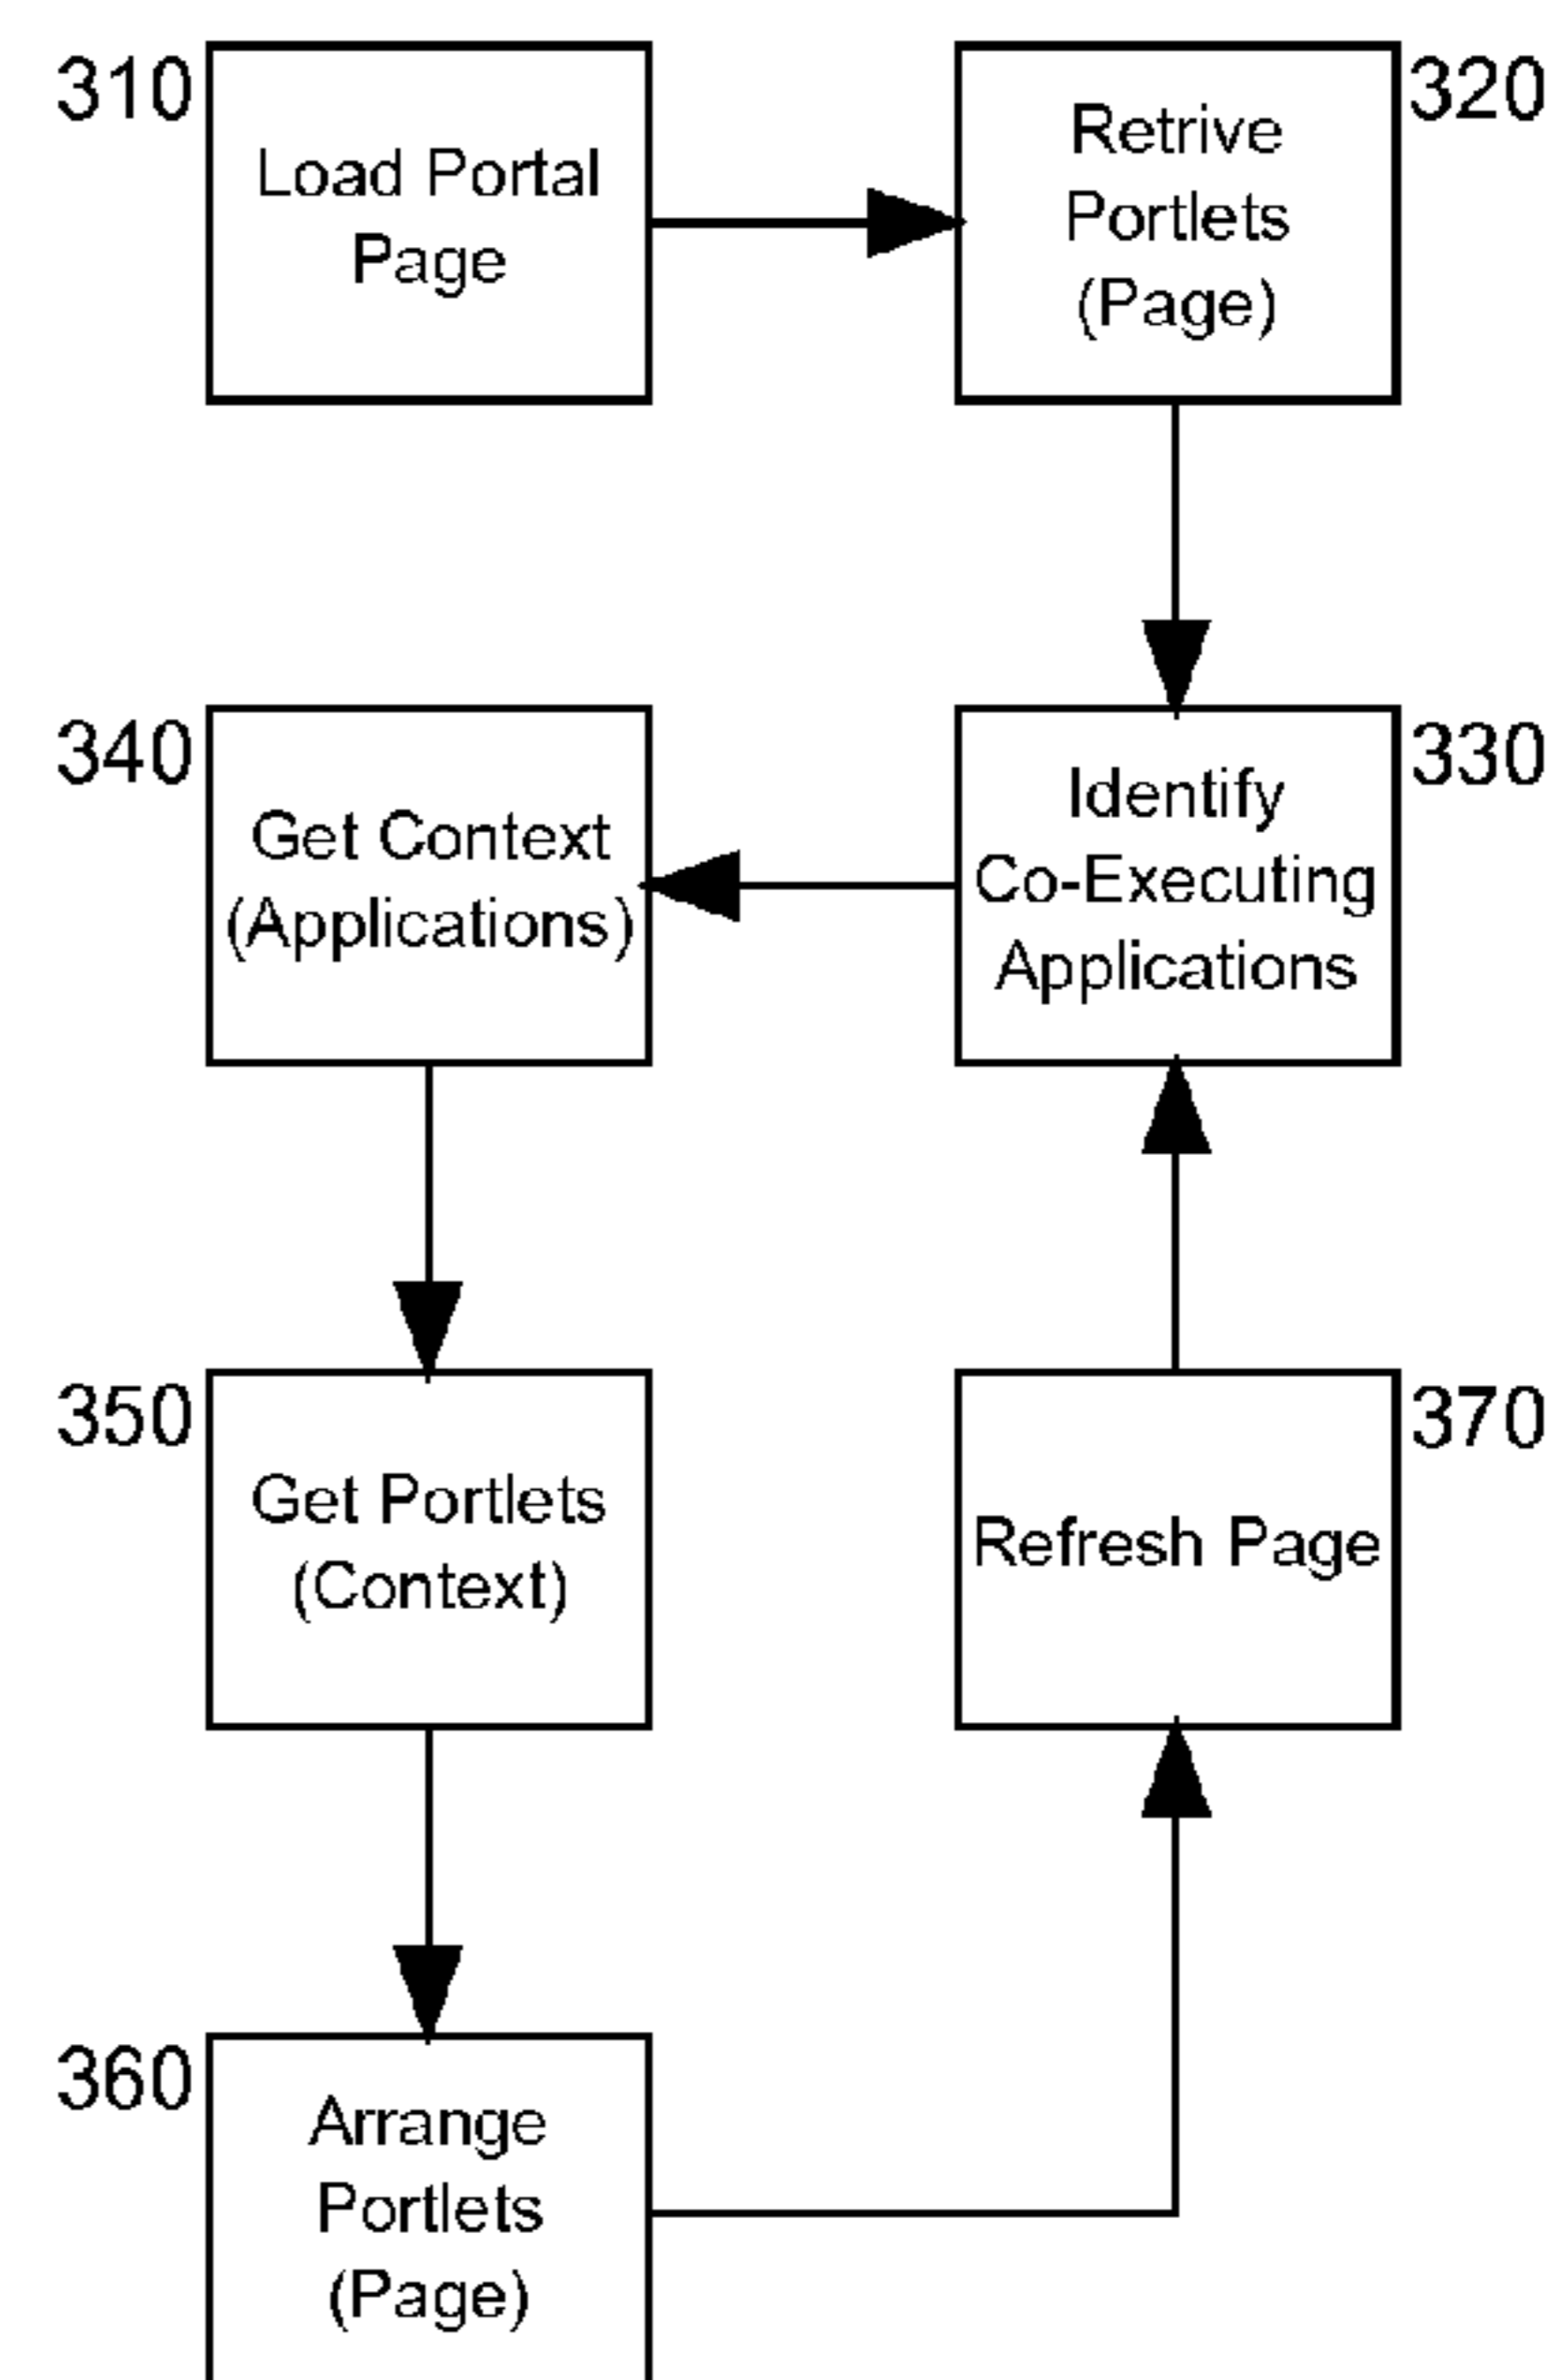 310
Load Portal
Page
320
Retrive
Portlets
(Page)
330
Identify
Co-Executing
Applications
340
Get Context
(Applications)
350
Get Portlets
(Context)
360
Arrange
Portlets
(Page)
370
Refresh Page